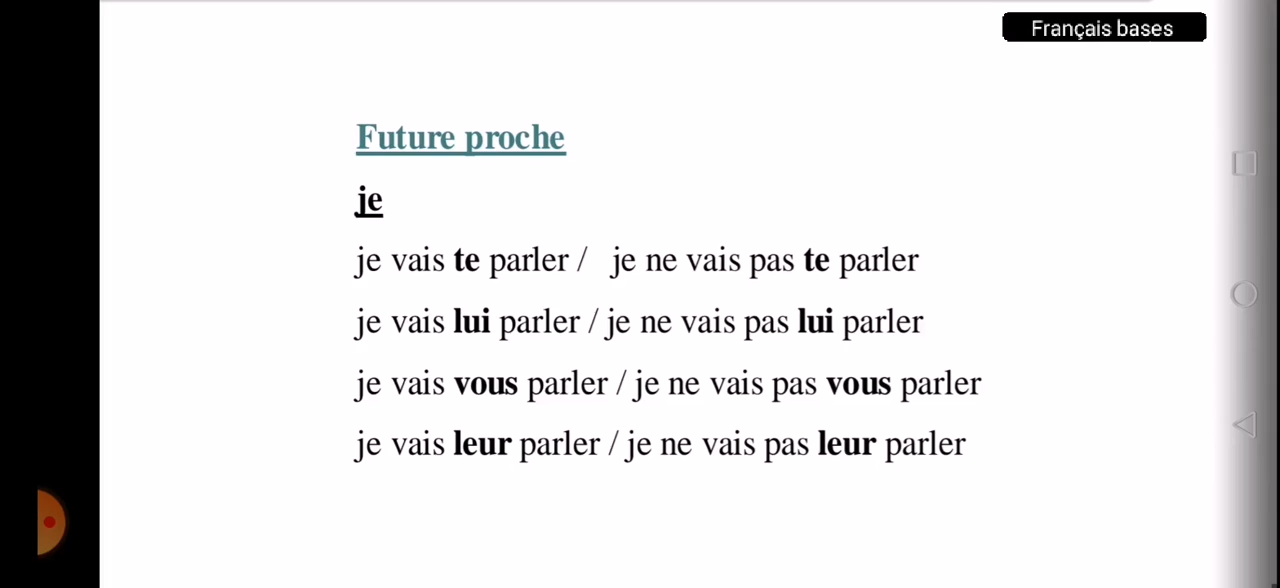 Français bases
Future proche
je
je vais te parler / je ne vais pas te parler
je vais lui parler / je ne vais pas lui parler
je vais vous parler / je ne vais pas vous parler
je vais leur parler / je ne vais pas leur parler